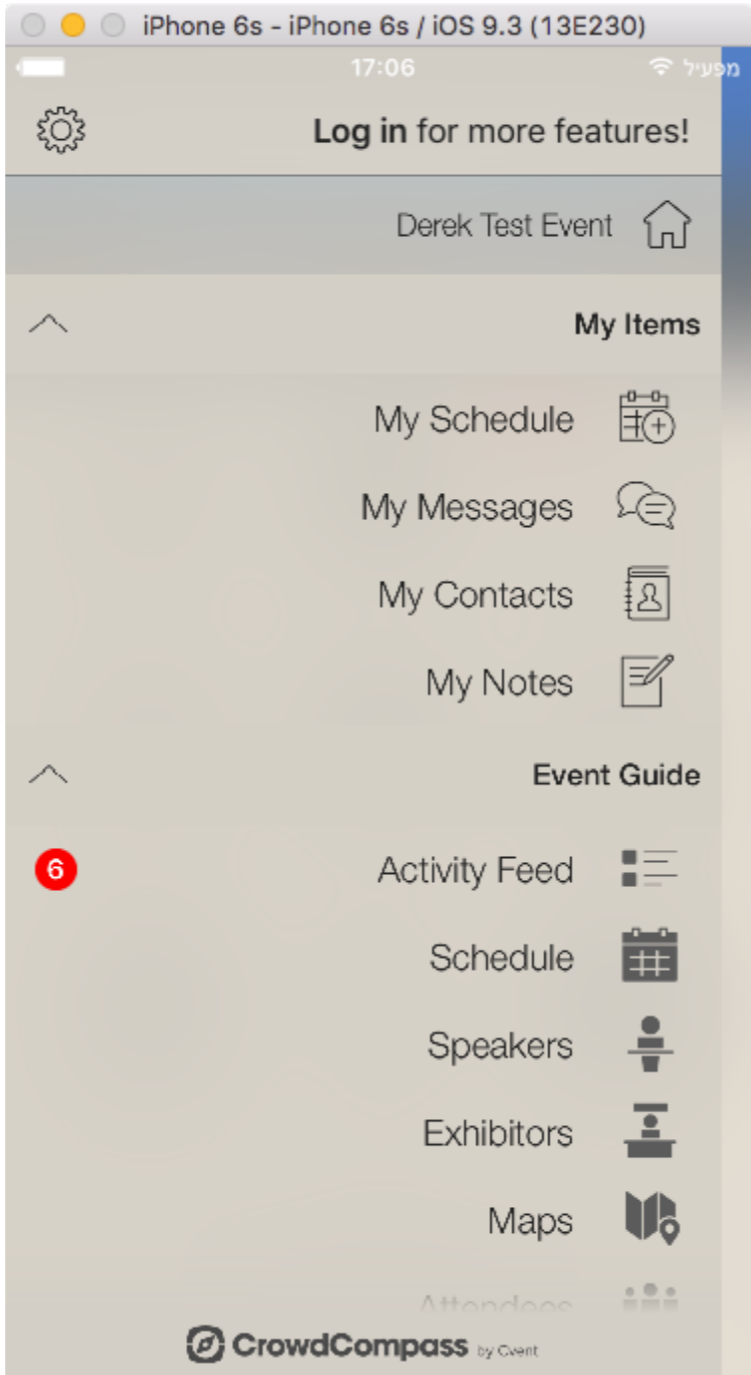 iPhone 6s - iPhone 6s / iOS 9.3 (13E230)
מפעיל 17:06
Log in for more features!
Derek Test Event
My Items
My Schedule
My Messages
My Contacts
My Notes
Event Guide
Activity Feed 6
Schedule
Speakers
Exhibitors
Maps
Attendees
CrowdCompass by Cvent